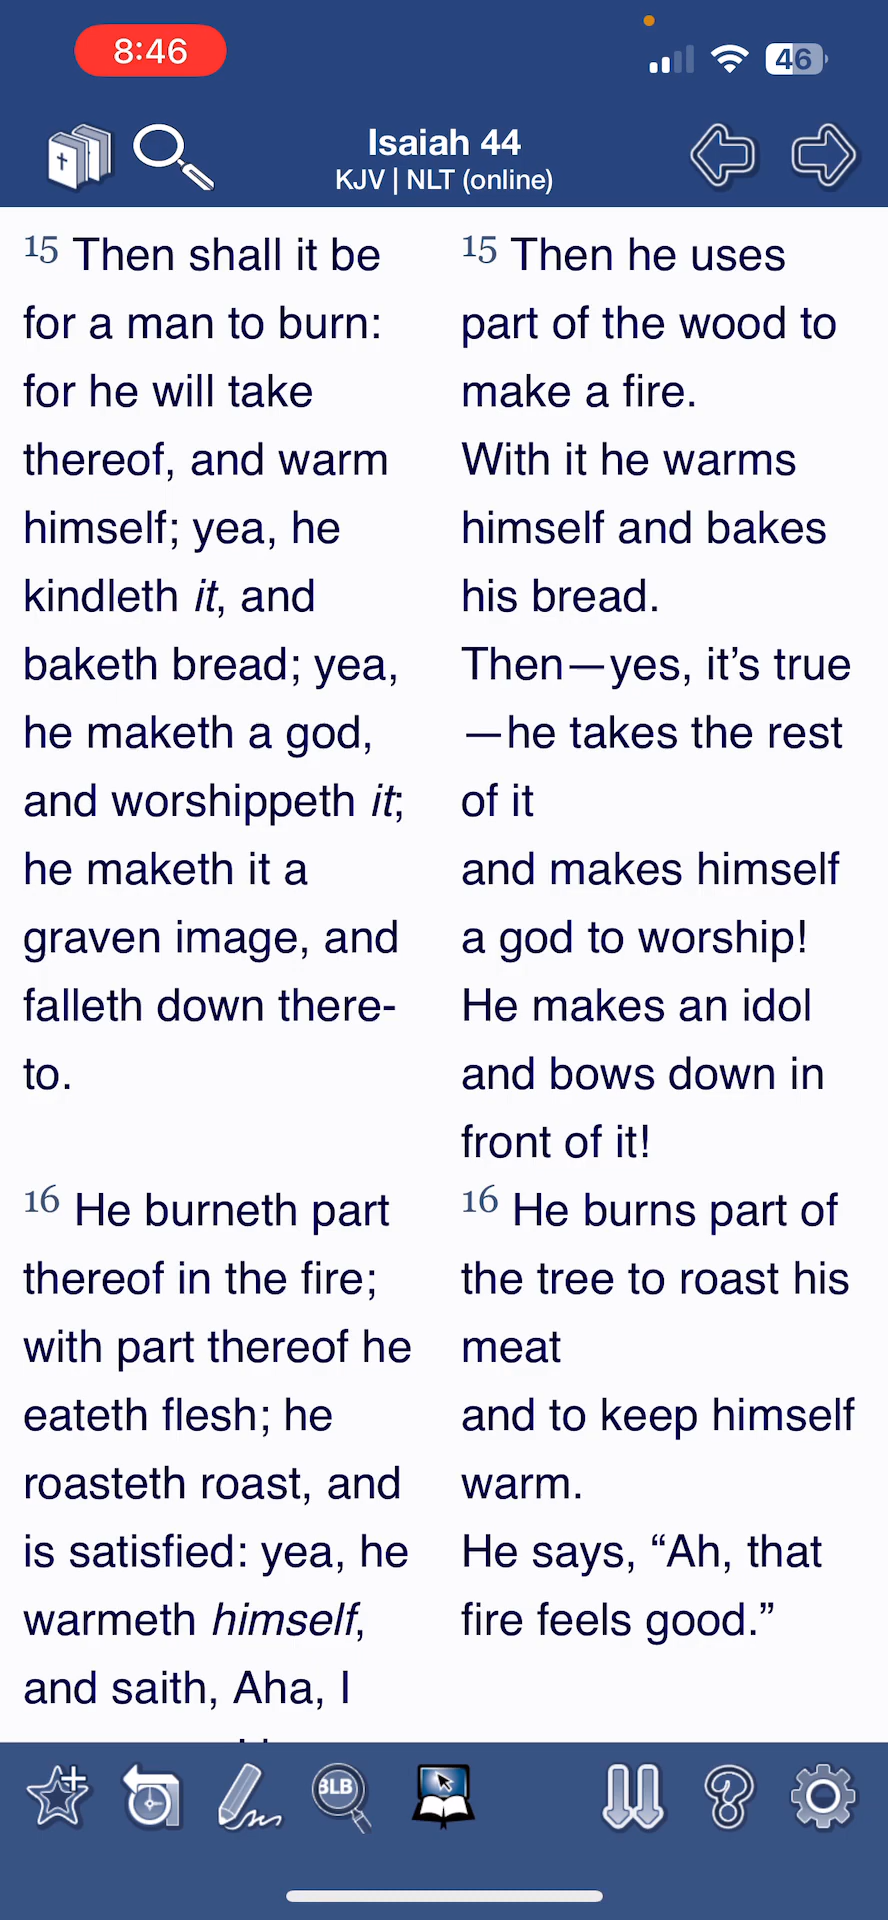 8:46
46
Isaiah 44
KJV | NLT (online)
15 Then shall it be
for a man to burn:
for he will take
thereof, and warm
himself; yea, he
kindleth it, and
baketh bread; yea,
he maketh a god,
and worshippeth it;
he maketh it a
graven image, and
falleth down there-
to.
16 He burneth part
thereof in the fire;
with part thereof he
eateth flesh; he
roasteth roast, and
is satisfied: yea, he
warmeth himself,
and saith, Aha, I
15 Then he uses
part of the wood to
make a fire.
With it he warms
himself and bakes
his bread.
Then—yes, it’s true
—he takes the rest
of it
and makes himself
a god to worship!
He makes an idol
and bows down in
front of it!
16 He burns part of
the tree to roast his
meat
and to keep himself
warm.
He says, “Ah, that
fire feels good.”
BLB